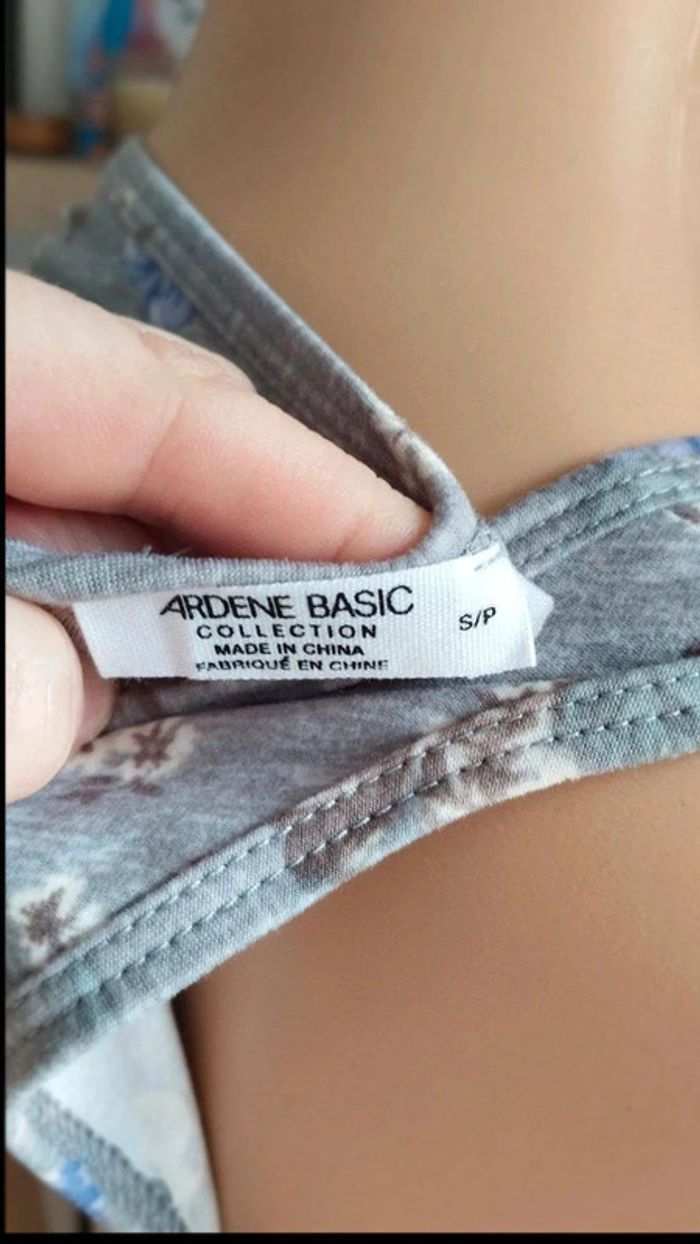 ARDENE BASIC
COLLECTION
MADE IN CHINA
FABRIQUÉ EN CHINE
S/P